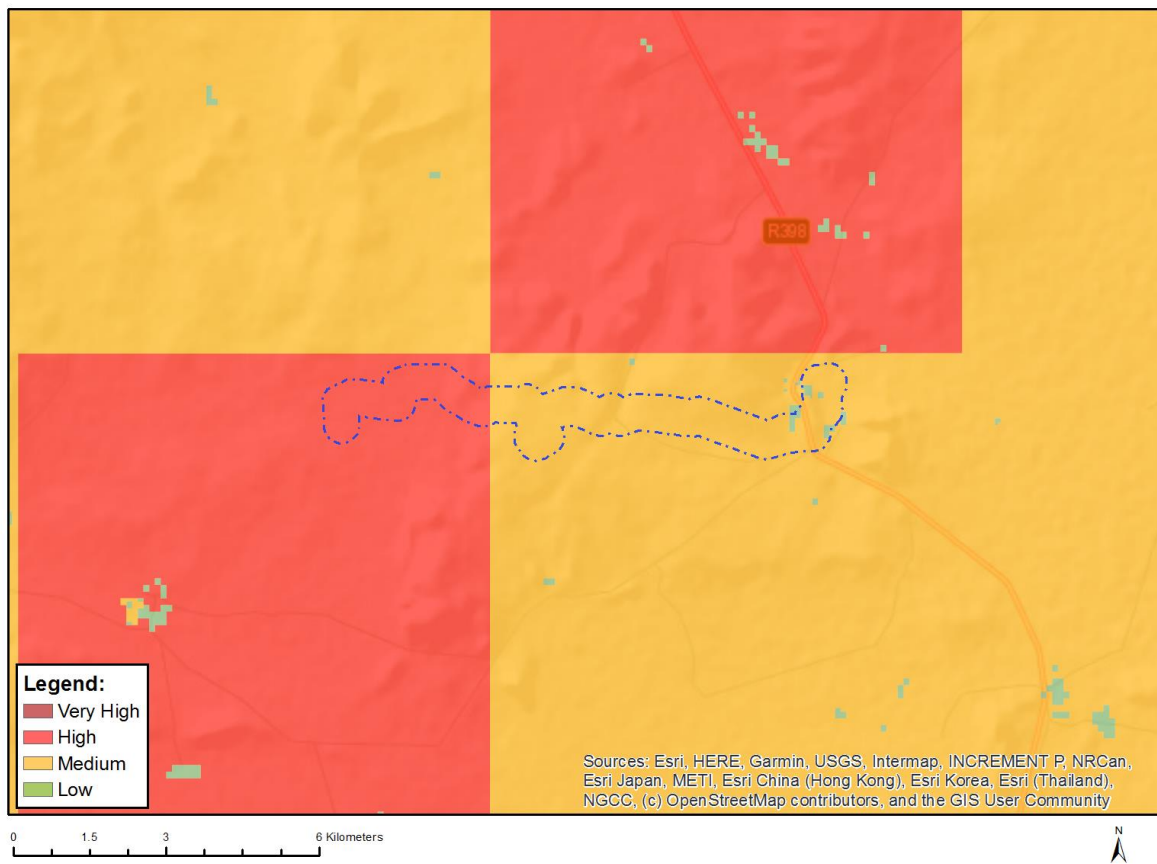 R398
Legend:
Very High
High
Medium
Low
Sources: Esri, HERE, Garmin, USGS, Intermap, INCREMENT P, NRCan,
Esri Japan, METI, Esri China (Hong Kong), Esri Korea, Esri (Thailand),
NGCC, (c) OpenStreetMap contributors, and the GIS User Community
0 1.5 3 6 Kilometers
N